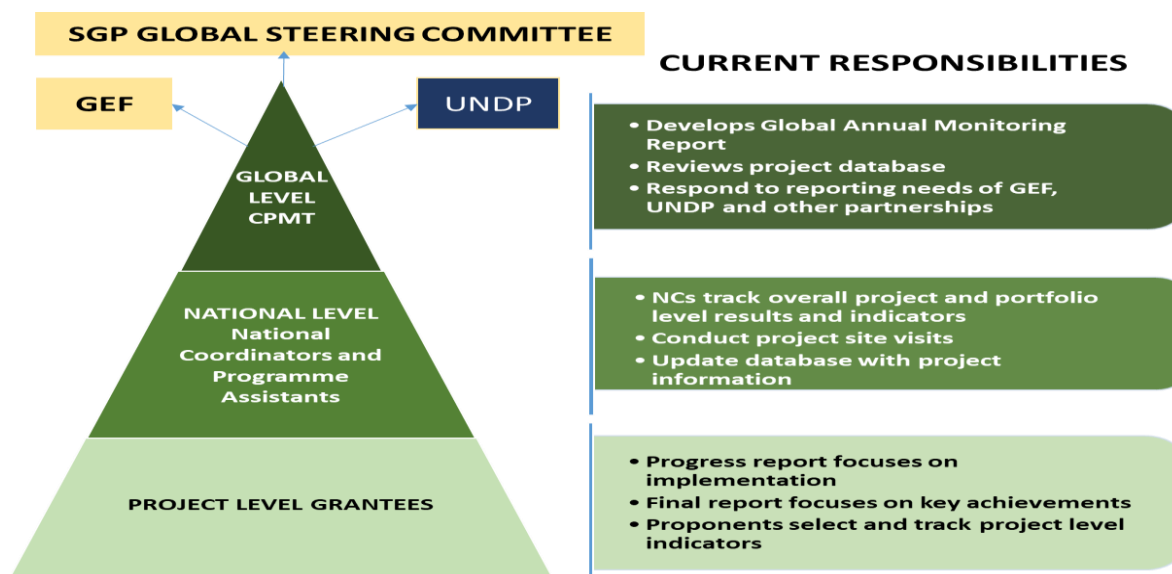 SGP GLOBAL STEERING COMMITTEE
GEF
UNDP
GLOBAL
LEVEL
CPMT
NATIONAL LEVEL
National
Coordinators and
Programme
Assistants
PROJECT LEVEL GRANTEES
CURRENT RESPONSIBILITIES
• Develops Global Annual Monitoring
Report
• Reviews project database
• Respond to reporting needs of GEF,
UNDP and other partnerships
• NCs track overall project and portfolio
level results and indicators
• Conduct project site visits
• Update database with project
information
• Progress report focuses on
implementation
• Final report focuses on key achievements
• Proponents select and track project level
indicators